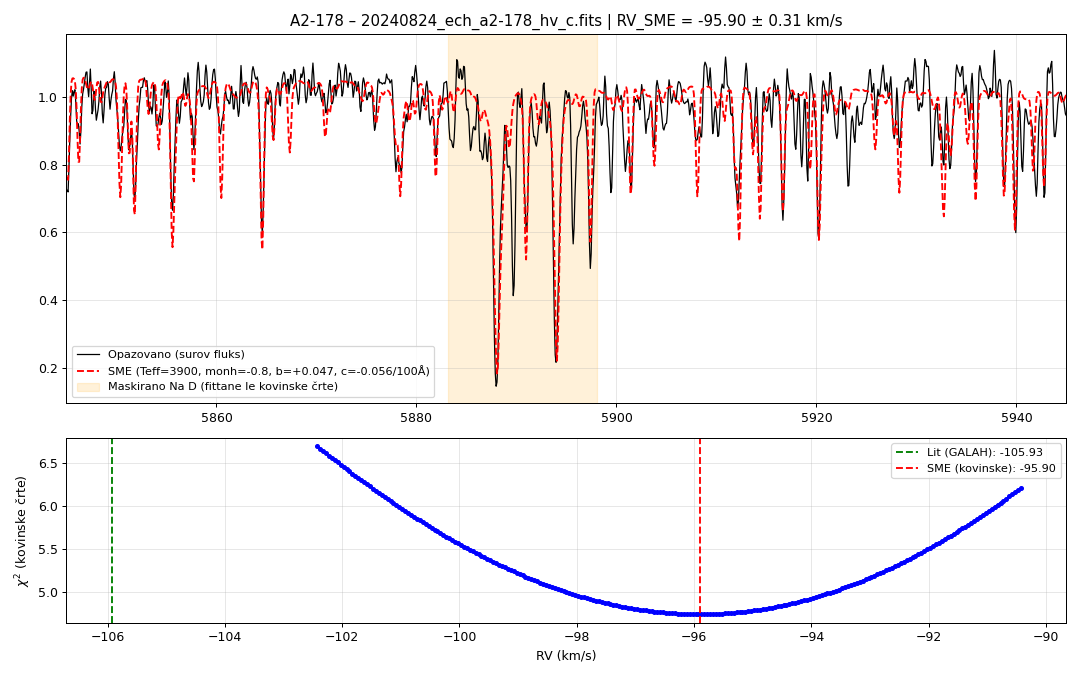 A2-178 – 20240824_ech_a2-178_hv_c.fits | RV_SME = -95.90 ± 0.31 km/s
1.0
0.8
0.6
0.4
0.2
Opazovano (surov fluks)
SME (Teff=3900, monh=-0.8, b=+0.047, c=-0.056/100Å)
Maskirano Na D (fittane le kovinske črte)
5860 5880 5900 5920 5940
χ² (kovinske črte)
6.5
6.0
5.5
5.0
Lit (GALAH): -105.93
SME (kovinske): -95.90
−106 −104 −102 −100 −98 −96 −94 −92 −90
RV (km/s)